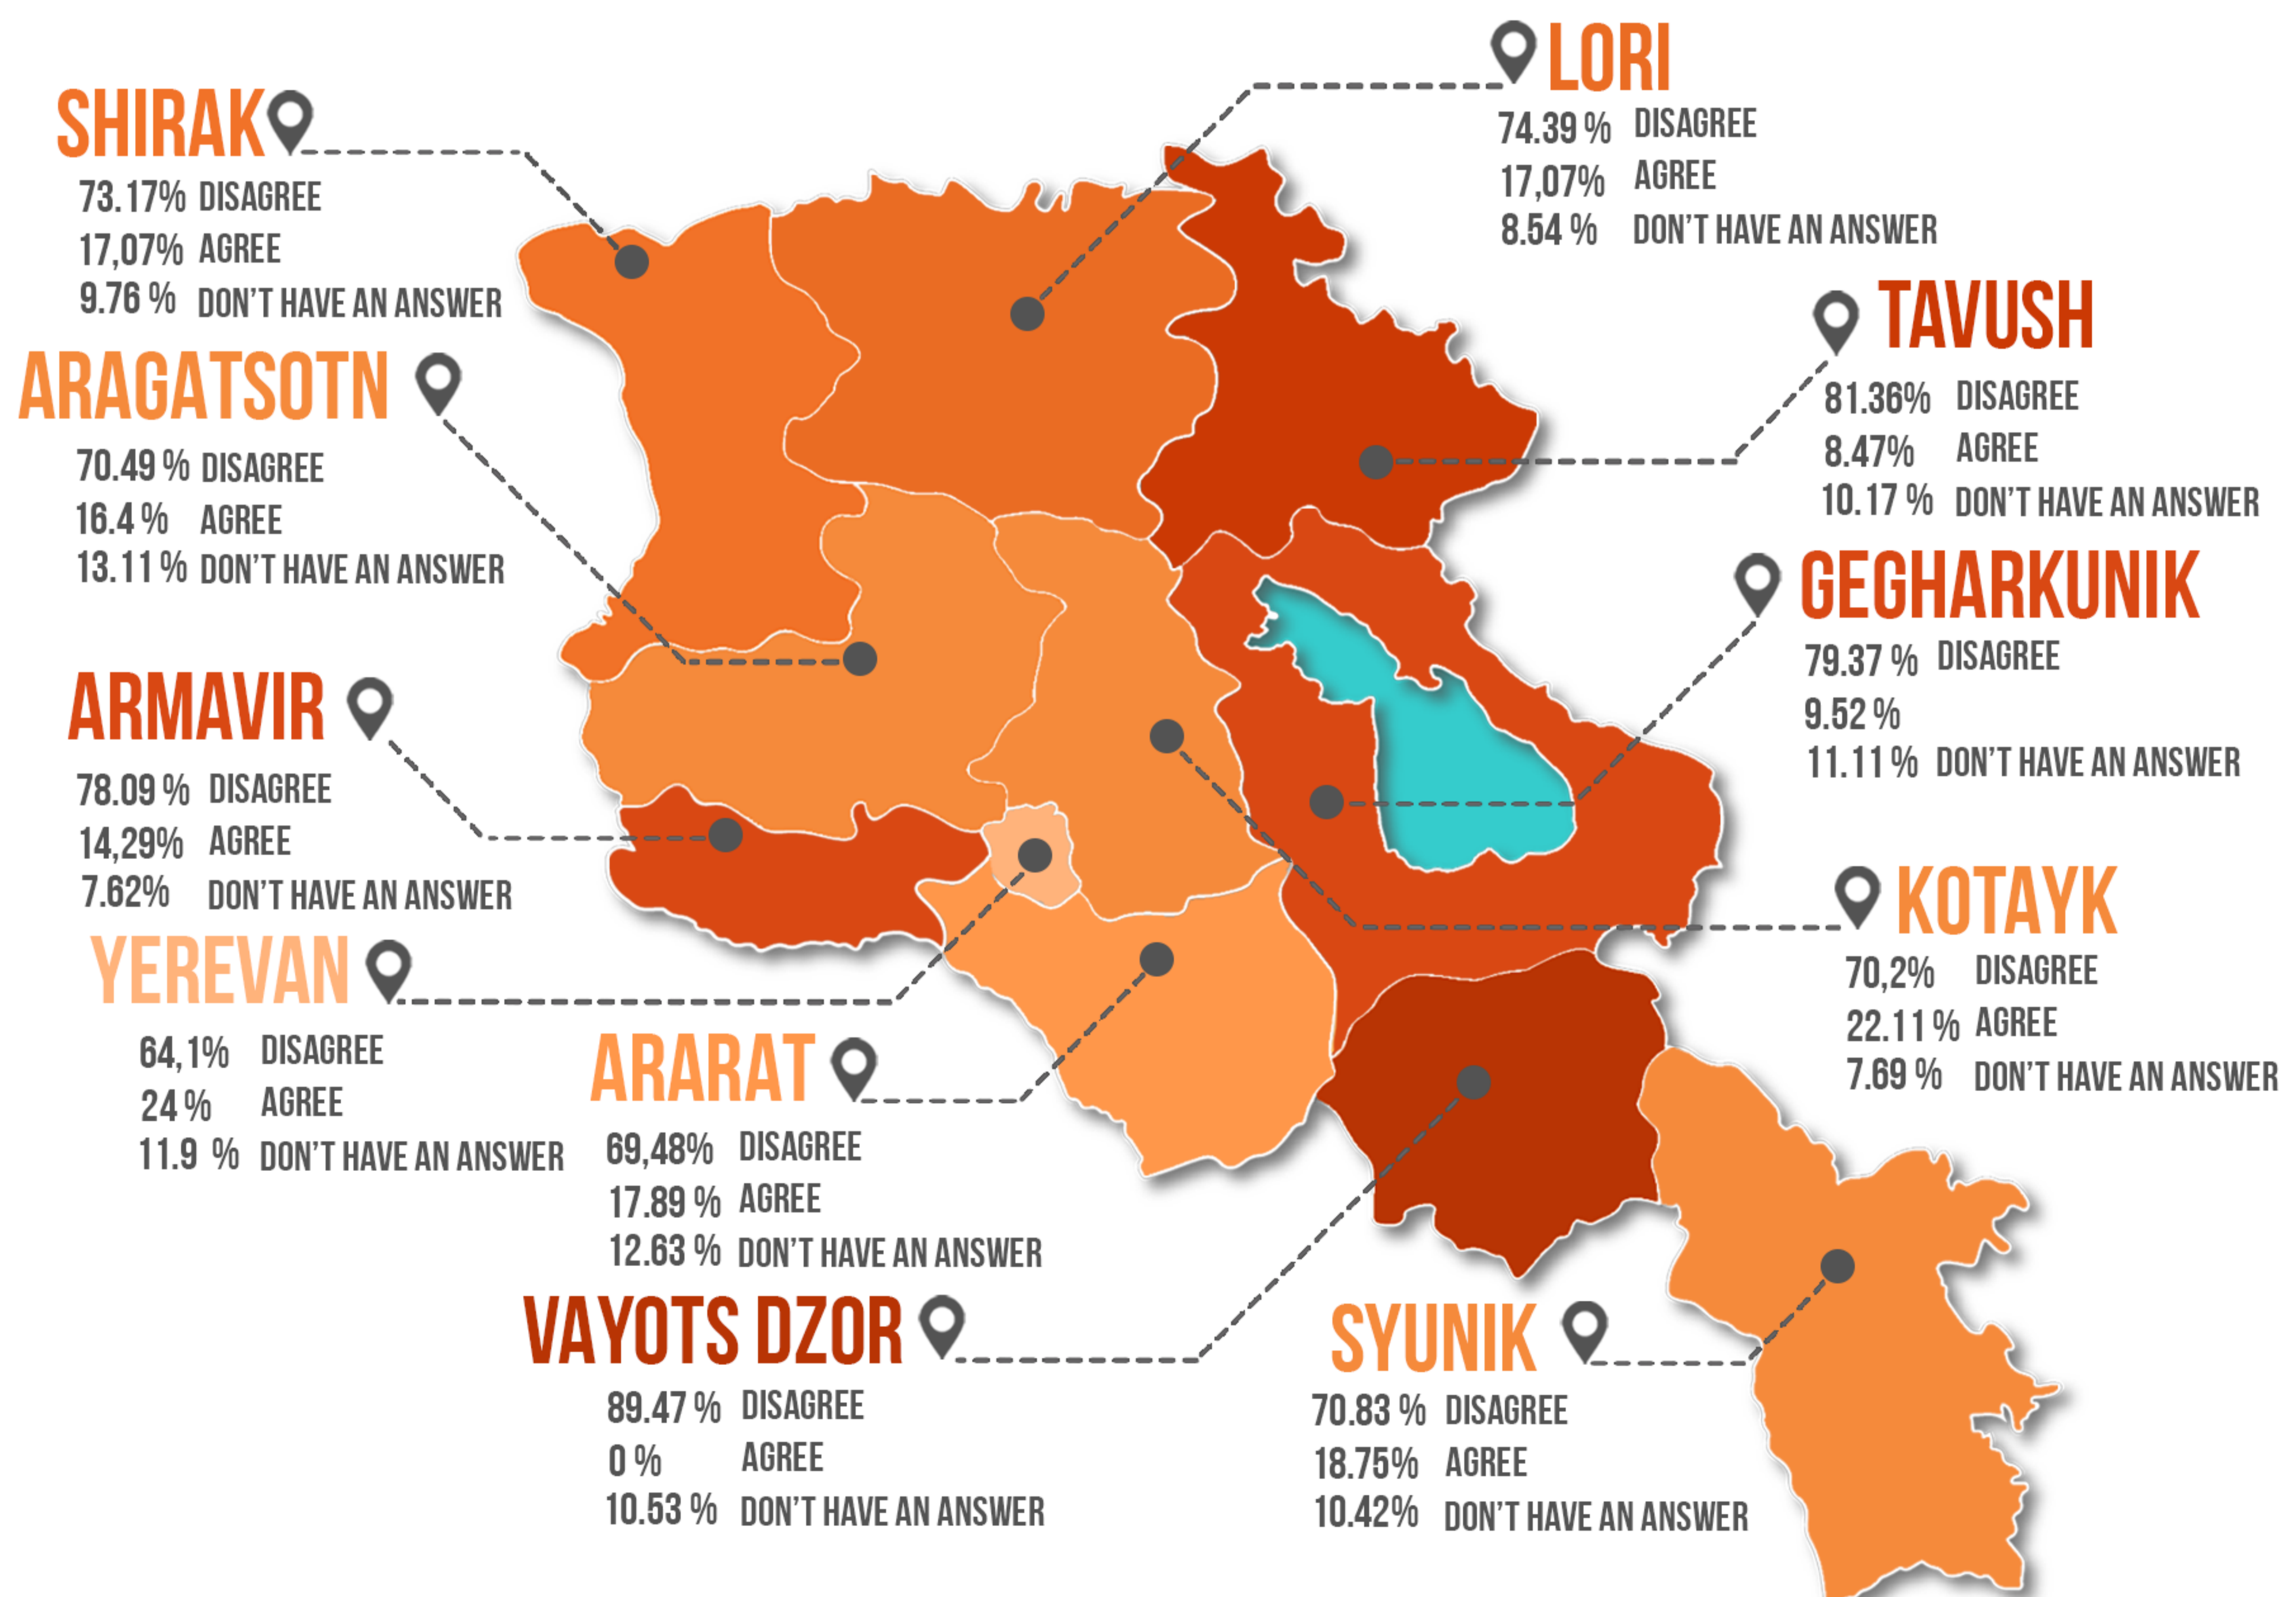 SHIRAK
73.17% DISAGREE
17,07% AGREE
9.76 % DON'T HAVE AN ANSWER
ARAGATSOTN
70.49 % DISAGREE
16.4 % AGREE
13.11 % DON'T HAVE AN ANSWER
ARMAVIR
78.09 % DISAGREE
14,29% AGREE
7.62% DON'T HAVE AN ANSWER
YEREVAN
64,1% DISAGREE
24 % AGREE
11.9 % DON'T HAVE AN ANSWER
ARARAT
69,48% DISAGREE
17.89 % AGREE
12.63 % DON'T HAVE AN ANSWER
VAYOTS DZOR
89.47 % DISAGREE
0 % AGREE
10.53 % DON'T HAVE AN ANSWER
LORI
74.39 % DISAGREE
17,07% AGREE
8.54 % DON'T HAVE AN ANSWER
TAVUSH
81.36% DISAGREE
8.47% AGREE
10.17 % DON'T HAVE AN ANSWER
GEGHARKUNIK
79.37 % DISAGREE
9.52 %
11.11 % DON'T HAVE AN ANSWER
KOTAYK
70,2% DISAGREE
22.11 % AGREE
7.69 % DON'T HAVE AN ANSWER
SYUNIK
70.83 % DISAGREE
18.75% AGREE
10.42% DON'T HAVE AN ANSWER